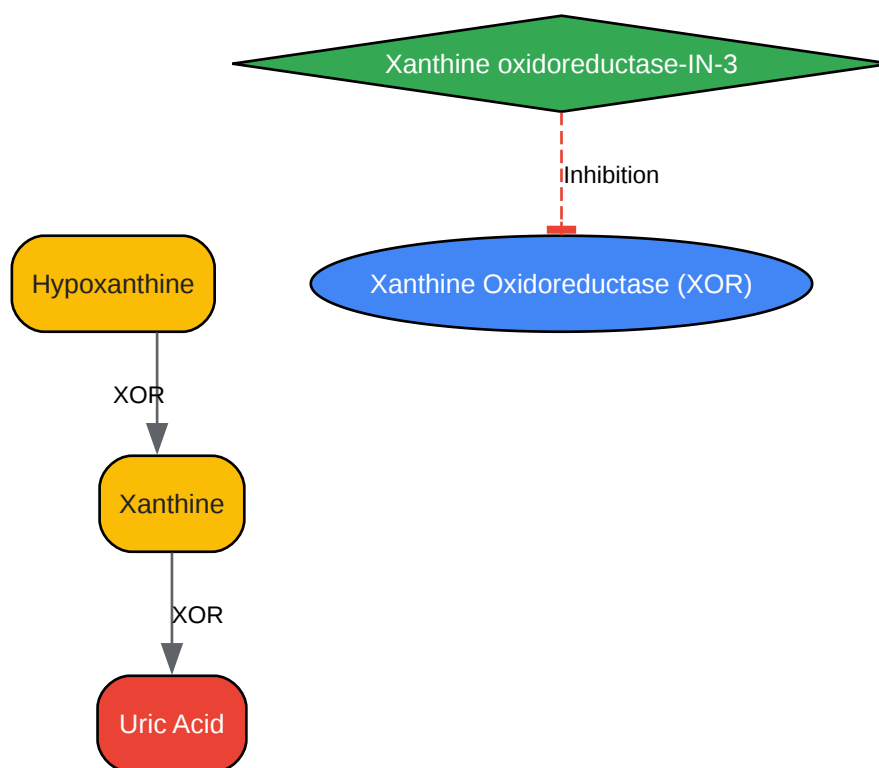 Xanthine oxidoreductase-IN-3
Inhibition
Hypoxanthine
Xanthine Oxidoreductase (XOR)
XOR
Xanthine
XOR
Uric Acid